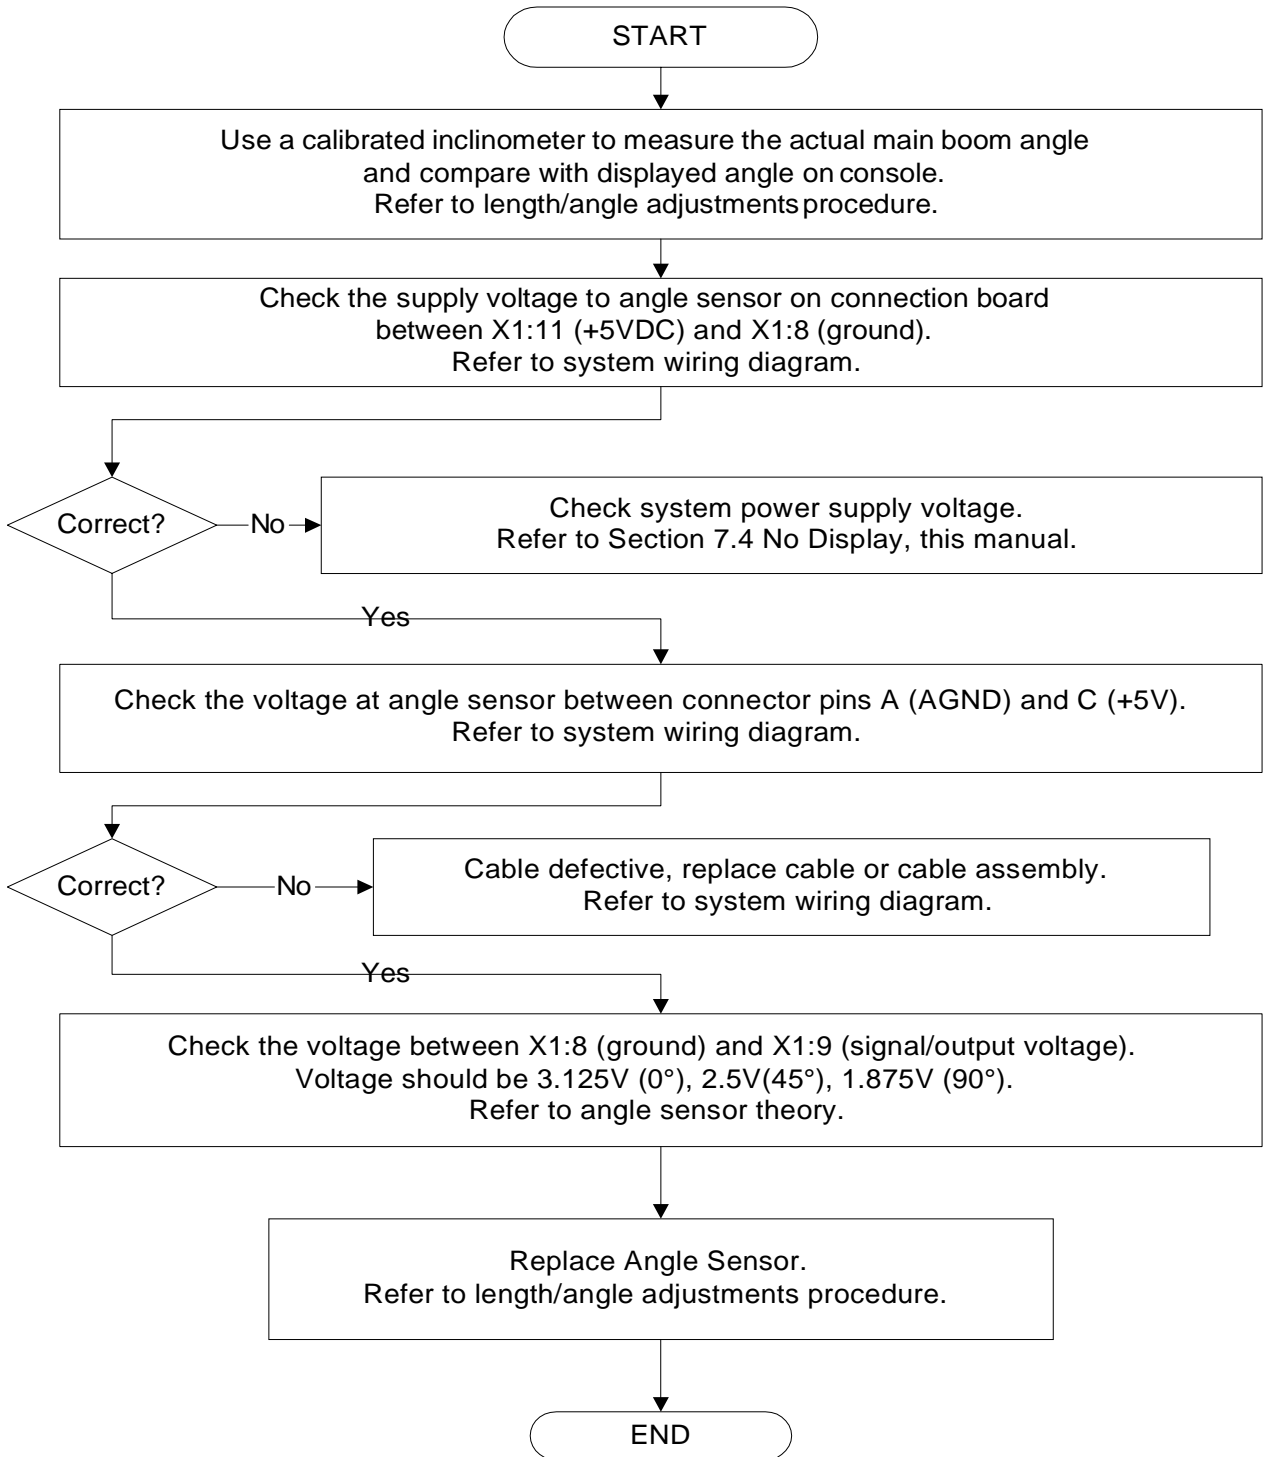 START
Use a calibrated inclinometer to measure the actual main boom angle
and compare with displayed angle on console.
Refer to length/angle adjustments procedure.
Check the supply voltage to angle sensor on connection board
between X1:11 (+5VDC) and X1:8 (ground).
Refer to system wiring diagram.
Correct?
No
Check system power supply voltage.
Refer to Section 7.4 No Display, this manual.
Yes
Check the voltage at angle sensor between connector pins A (AGND) and C (+5V).
Refer to system wiring diagram.
Correct?
No
Cable defective, replace cable or cable assembly.
Refer to system wiring diagram.
Yes
Check the voltage between X1:8 (ground) and X1:9 (signal/output voltage).
Voltage should be 3.125V (0°), 2.5V(45°), 1.875V (90°).
Refer to angle sensor theory.
Replace Angle Sensor.
Refer to length/angle adjustments procedure.
END